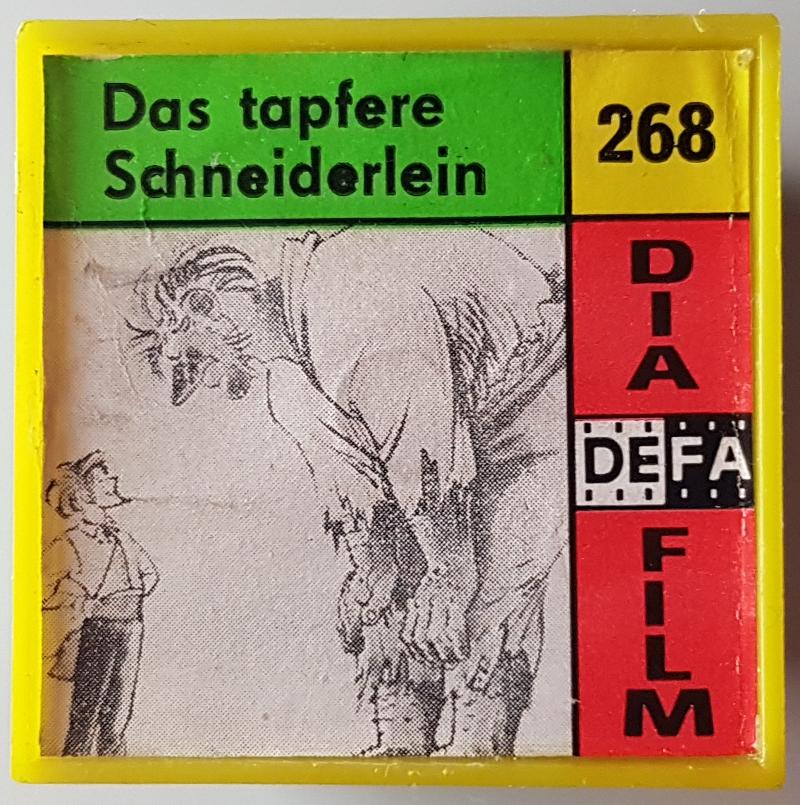 Das tapfere
Schneiderlein
268
DIA
DEFA
FILM